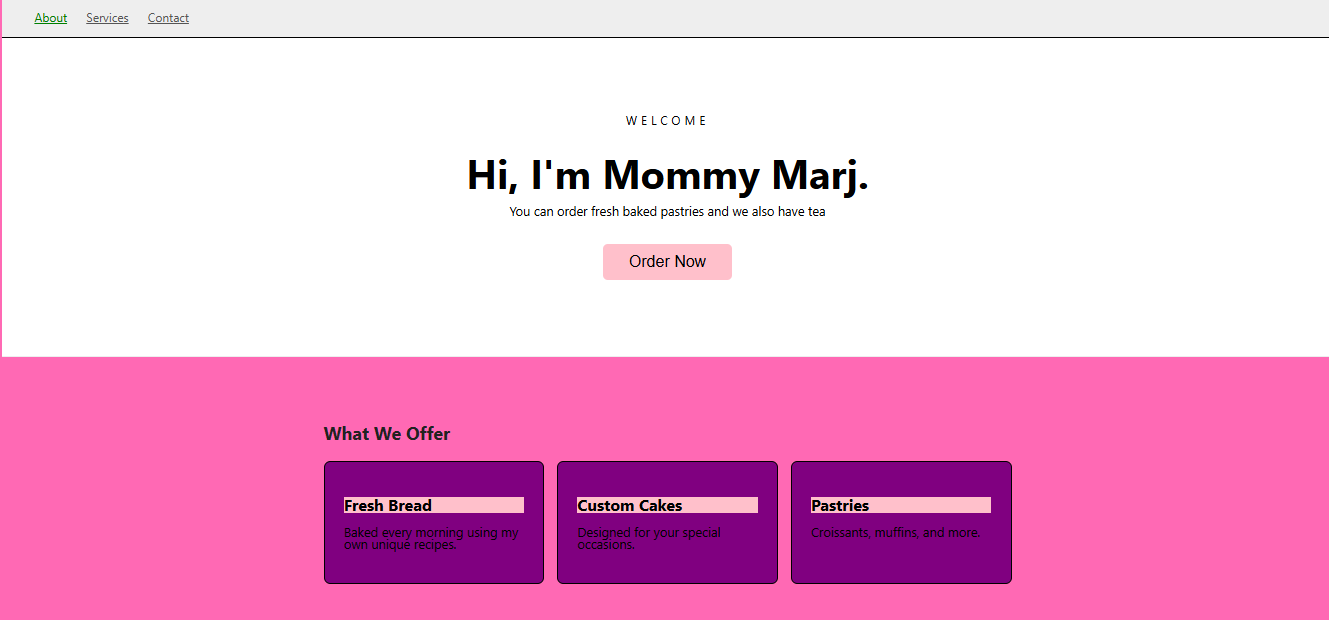 About Services Contact
WELCOME
Hi, I'm Mommy Marj.
You can order fresh baked pastries and we also have tea
Order Now
What We Offer
Fresh Bread
Baked every morning using my
own unique recipes.
Custom Cakes
Designed for your special
occasions.
Pastries
Croissants, muffins, and more.